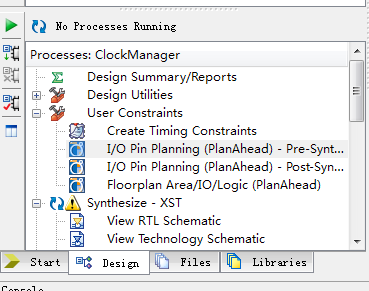 No Processes Running
Processes: ClockManager
Design Summary/Reports
Design Utilities
User Constraints
Create Timing Constraints
I/O Pin Planning (PlanAhead) - Pre-Synt...
I/O Pin Planning (PlanAhead) - Post-Syn...
Floorplan Area/IO/Logic (PlanAhead)
Synthesize - XST
View RTL Schematic
View Technology Schematic
Start Design Files Libraries
Console